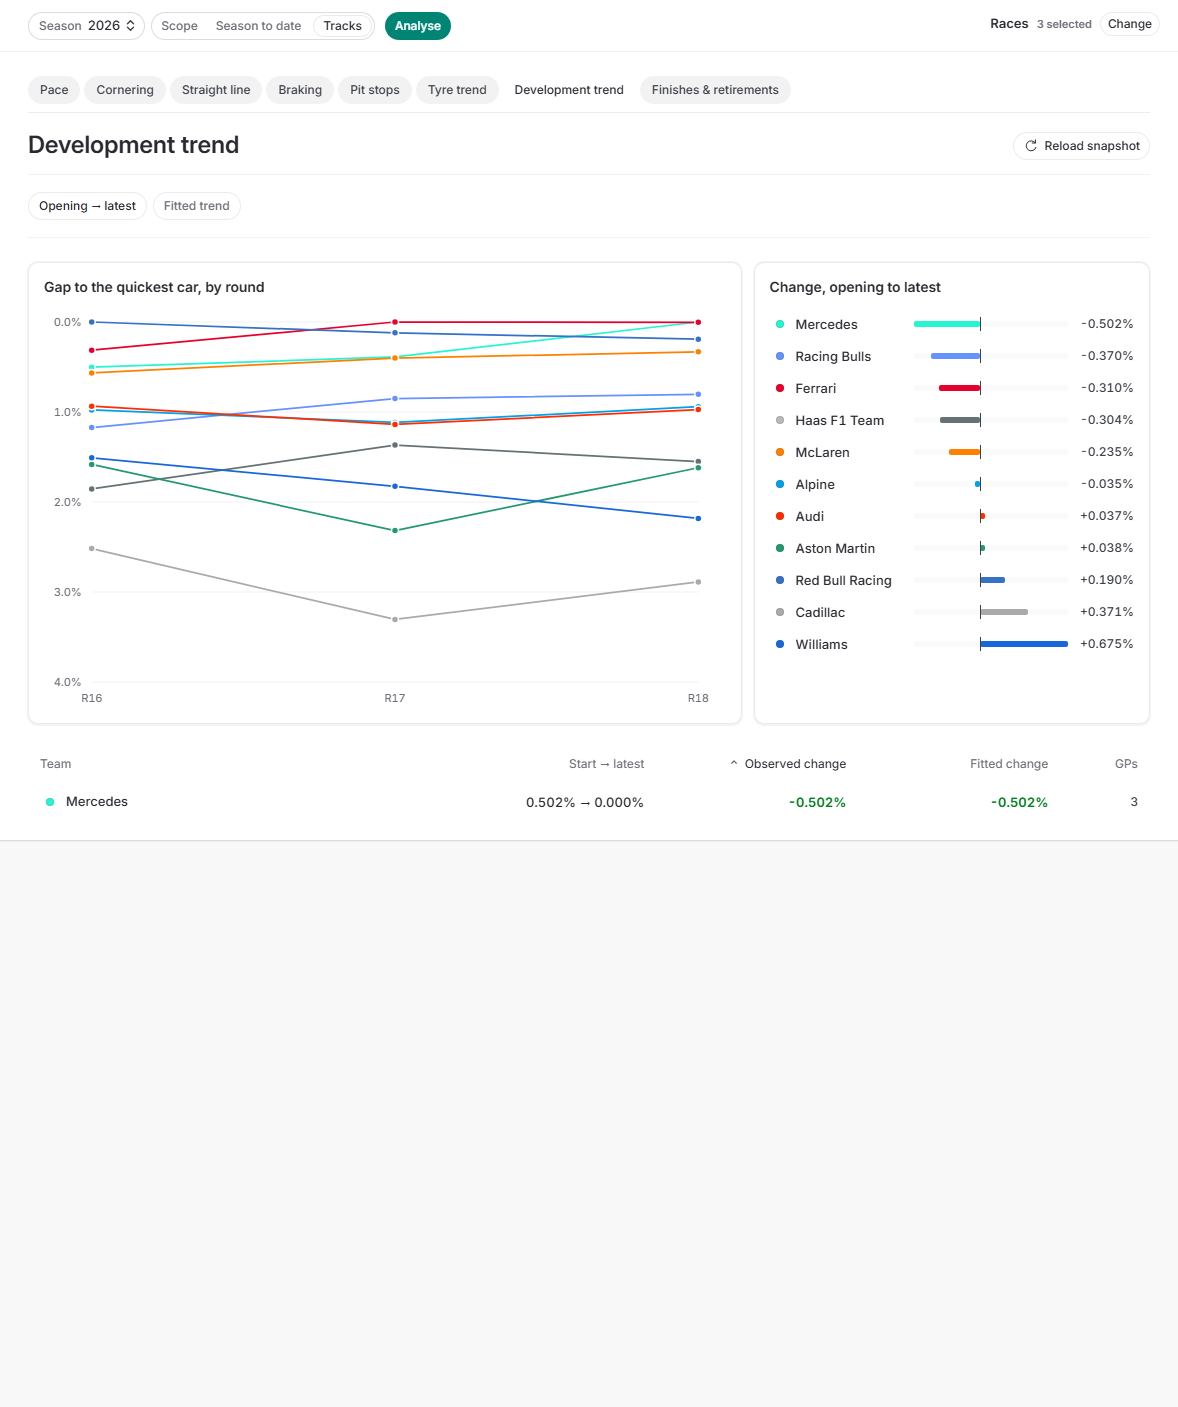 Season 2026
Scope Season to date Tracks
Analyse
Races 3 selected Change
Pace Cornering Straight line Braking Pit stops Tyre trend Development trend Finishes & retirements
Development trend
Reload snapshot
Opening → latest Fitted trend
Gap to the quickest car, by round
0.0%
1.0%
2.0%
3.0%
4.0%
R16 R17 R18
Change, opening to latest
Mercedes -0.502%
Racing Bulls -0.370%
Ferrari -0.310%
Haas F1 Team -0.304%
McLaren -0.235%
Alpine -0.035%
Audi +0.037%
Aston Martin +0.038%
Red Bull Racing +0.190%
Cadillac +0.371%
Williams +0.675%
Team Start → latest ^ Observed change Fitted change GPs
Mercedes 0.502% → 0.000% -0.502% -0.502% 3